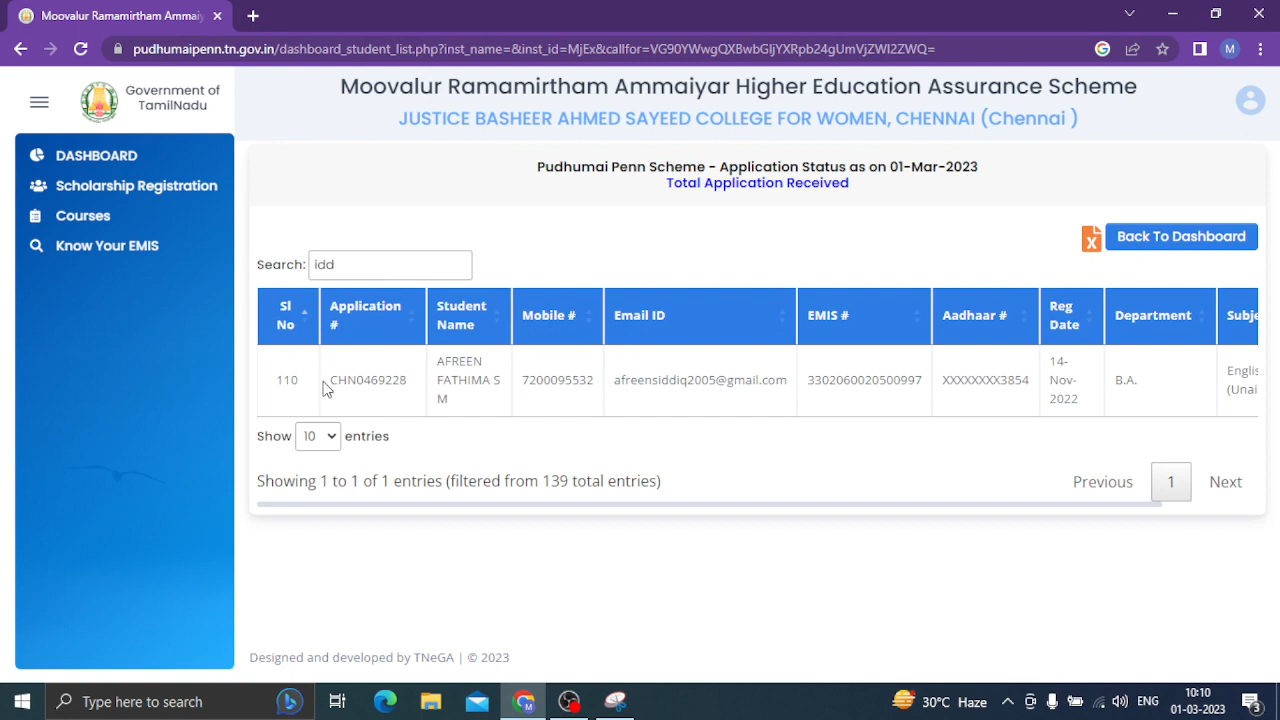 Moovalur Ramamirtham Ammaiy
pudhumaipenn.tn.gov.in/dashboard_student_list.php?inst_name=&inst_id=MjEx&callfor=VG90YWwgQXBwbGljYXRpb24gUmVjZWl2ZWQ=
M
Government of
TamilNadu
Moovalur Ramamirtham Ammaiyar Higher Education Assurance Scheme
JUSTICE BASHEER AHMED SAYEED COLLEGE FOR WOMEN, CHENNAI (Chennai )
DASHBOARD
Scholarship Registration
Courses
Know Your EMIS
Pudhumai Penn Scheme - Application Status as on 01-Mar-2023
Total Application Received
X
Back To Dashboard
Search: idd
Sl No Application # Student Name Mobile # Email ID EMIS # Aadhaar # Reg Date Department Subje
110 CHN0469228 AFREEN FATHIMA S M 7200095532 afreensiddiq2005@gmail.com 3302060020500997 XXXXXXXX3854 14-Nov-2022 B.A. Englis (Unai
Show 10 entries
Showing 1 to 1 of 1 entries (filtered from 139 total entries)
Previous 1 Next
Designed and developed by TNeGA | © 2023
Type here to search
30°C Haze
ENG
10:10
01-03-2023
3